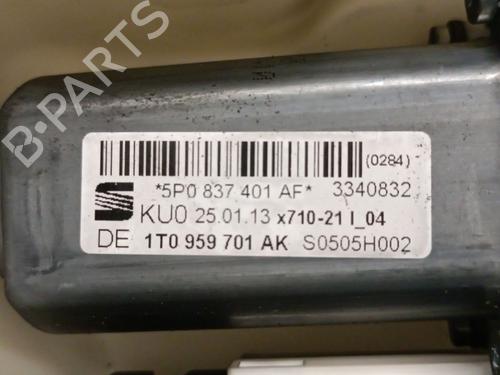 B-PARTS
(0284)
*5P0 837 401 AF* 3340832
KU0 25.01.13 x710-21 I_04
DE 1T0 959 701 AK S0505H002